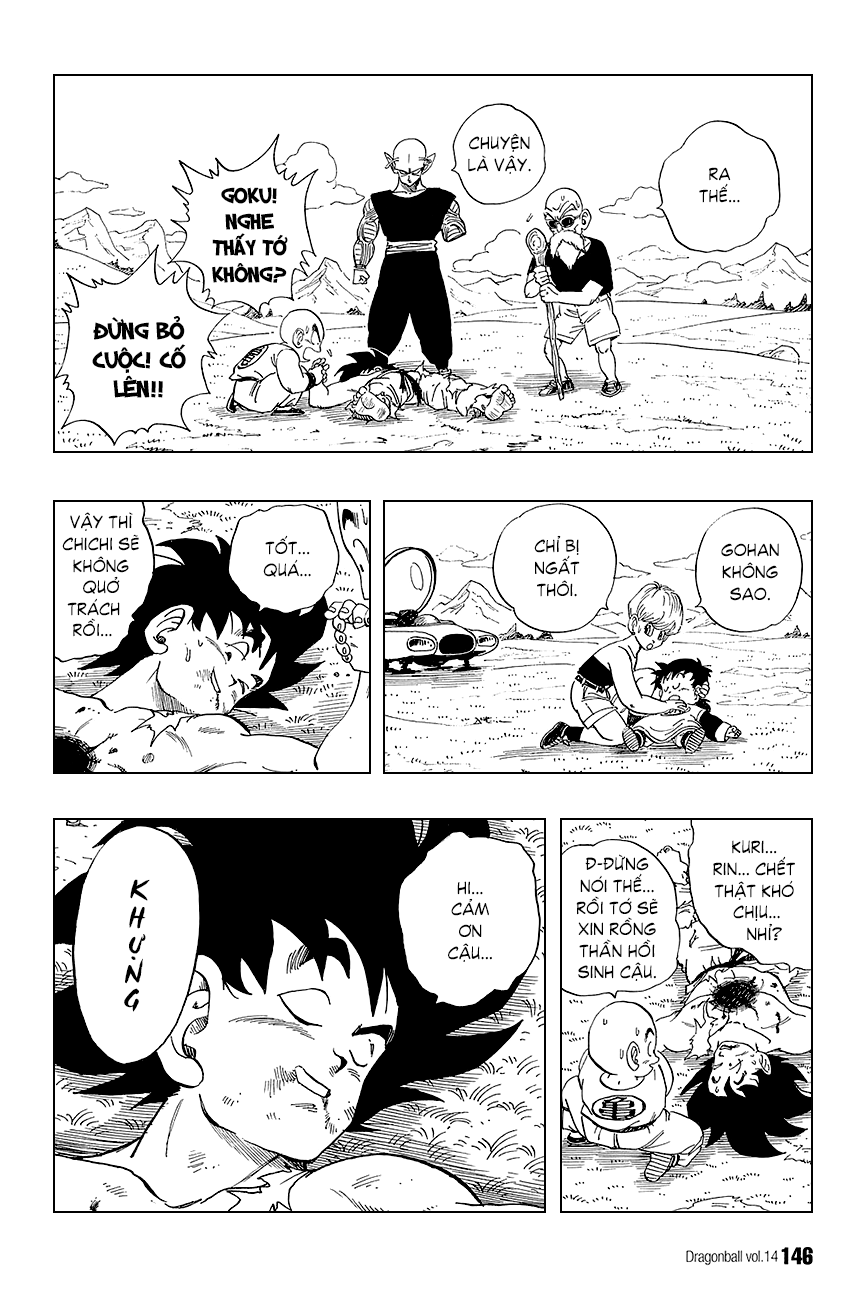 RA
THẾ...
CHUYỆN
LÀ VẬY.
GOKU!
NGHE
THẤY TỚ
KHÔNG?
ĐỪNG BỎ
CUỘC! CỐ
LÊN!!
GOHAN
KHÔNG
SAO.
CHỈ BỊ
NGẤT
THÔI.
TỐT...
QUÁ...
VẬY THÌ
CHICHI SẼ
KHÔNG
QUỞ
TRÁCH
RỒI...
KURI...
RIN... CHẾT
THẬT KHÓ
CHỊU...
NHỈ?
Đ-ĐỪNG
NÓI THẾ...
RỒI TỚ SẼ
XIN RỒNG
THẦN HỒI
SINH CẬU.
HI...
CÁM
ƠN
CẬU...
KHỰNG
Dragonball vol.14 146